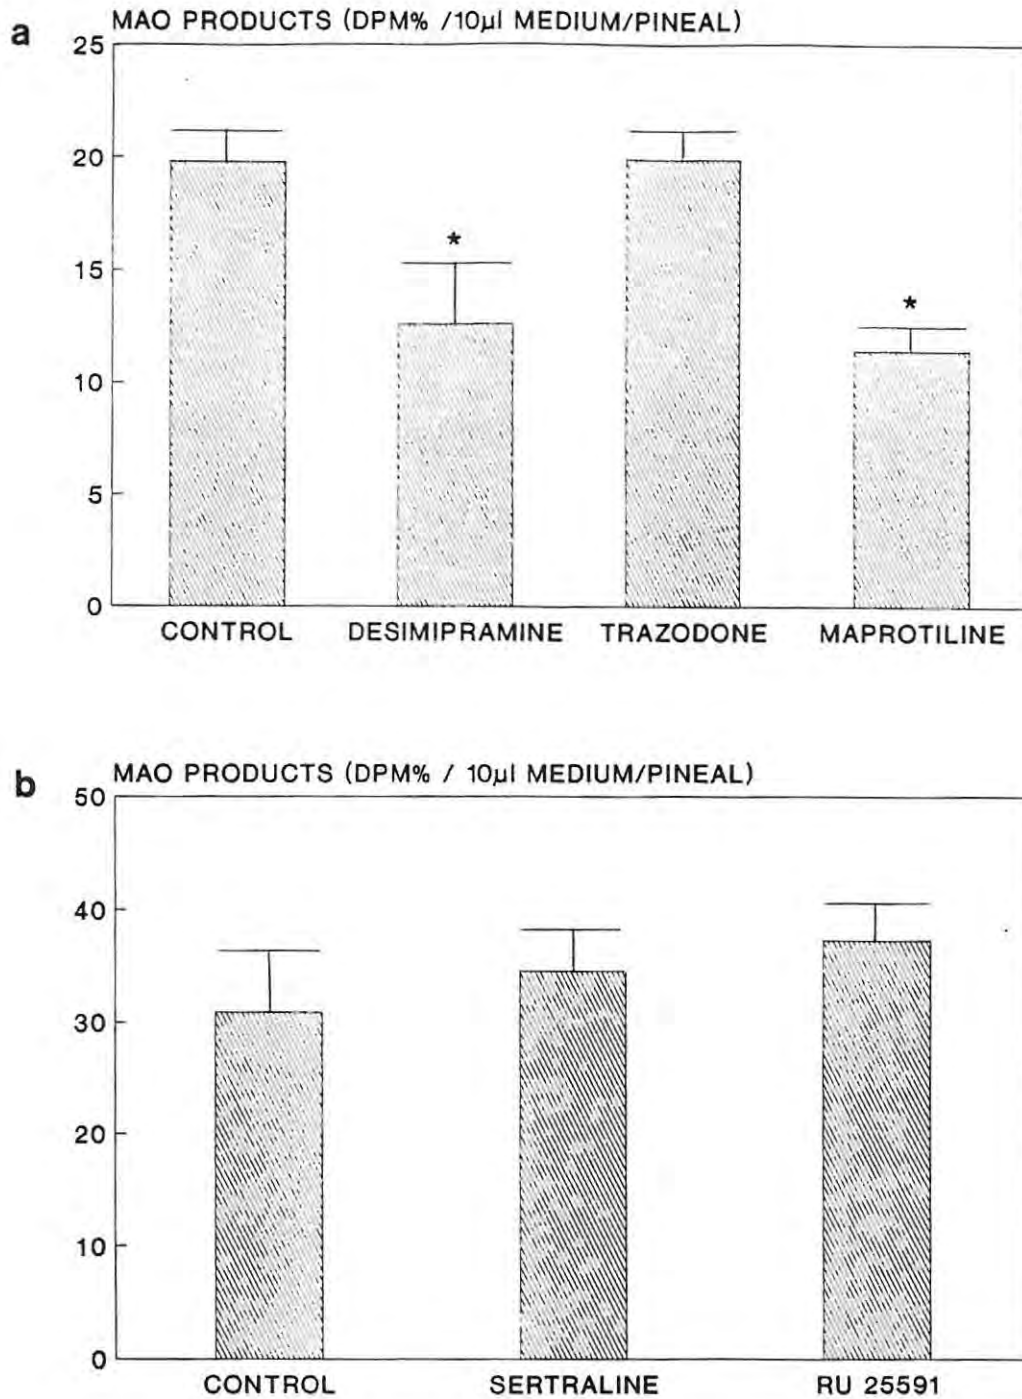 a
MAO PRODUCTS (DPM% /10µl MEDIUM/PINEAL)
25
20
15
10
5
0
*
*
CONTROL DESIMIPRAMINE TRAZODONE MAPROTILINE
b
MAO PRODUCTS (DPM% / 10µl MEDIUM/PINEAL)
50
40
30
20
10
0
CONTROL SERTRALINE RU 25591